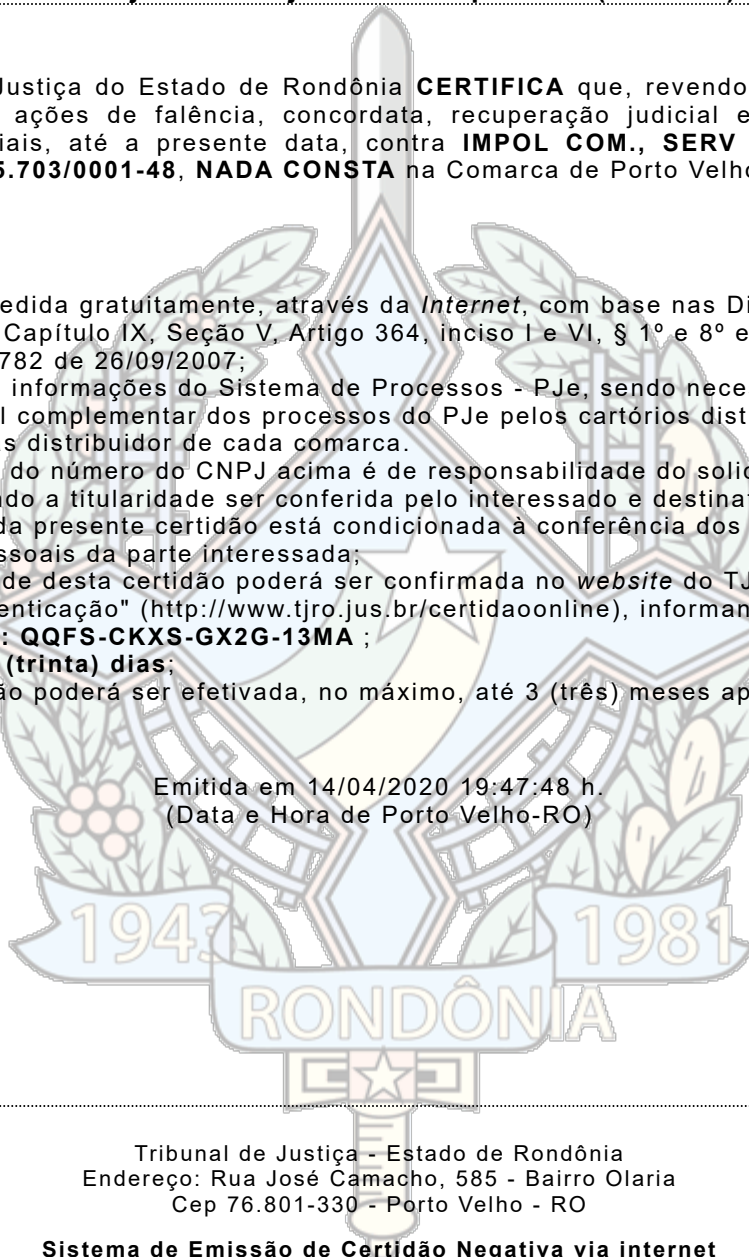 Justiça do Estado de Rondônia CERTIFICA que, revendo
ações de falência, concordata, recuperação judicial e
iais, até a presente data, contra IMPOL COM., SERV
5.703/0001-48, NADA CONSTA na Comarca de Porto Velho
edida gratuitamente, através da Internet, com base nas Di
Capítulo IX, Seção V, Artigo 364, inciso I e VI, § 1º e 8º e
782 de 26/09/2007;
informações do Sistema de Processos - PJe, sendo nece
l complementar dos processos do PJe pelos cartórios dist
as distribuidor de cada comarca.
do número do CNPJ acima é de responsabilidade do solic
ndo a titularidade ser conferida pelo interessado e destinat
da presente certidão está condicionada à conferência dos
ssoais da parte interessada;
de desta certidão poderá ser confirmada no website do TJ
enticação" (http://www.tjro.jus.br/certidaoonline), informan
: QQFS-CKXS-GX2G-13MA ;
(trinta) dias;
ão poderá ser efetivada, no máximo, até 3 (três) meses ap
Emitida em 14/04/2020 19:47:48 h.
(Data e Hora de Porto Velho-RO)
1943
1981
RONDÔNIA
Tribunal de Justiça - Estado de Rondônia
Endereço: Rua José Camacho, 585 - Bairro Olaria
Cep 76.801-330 - Porto Velho - RO
Sistema de Emissão de Certidão Negativa via internet